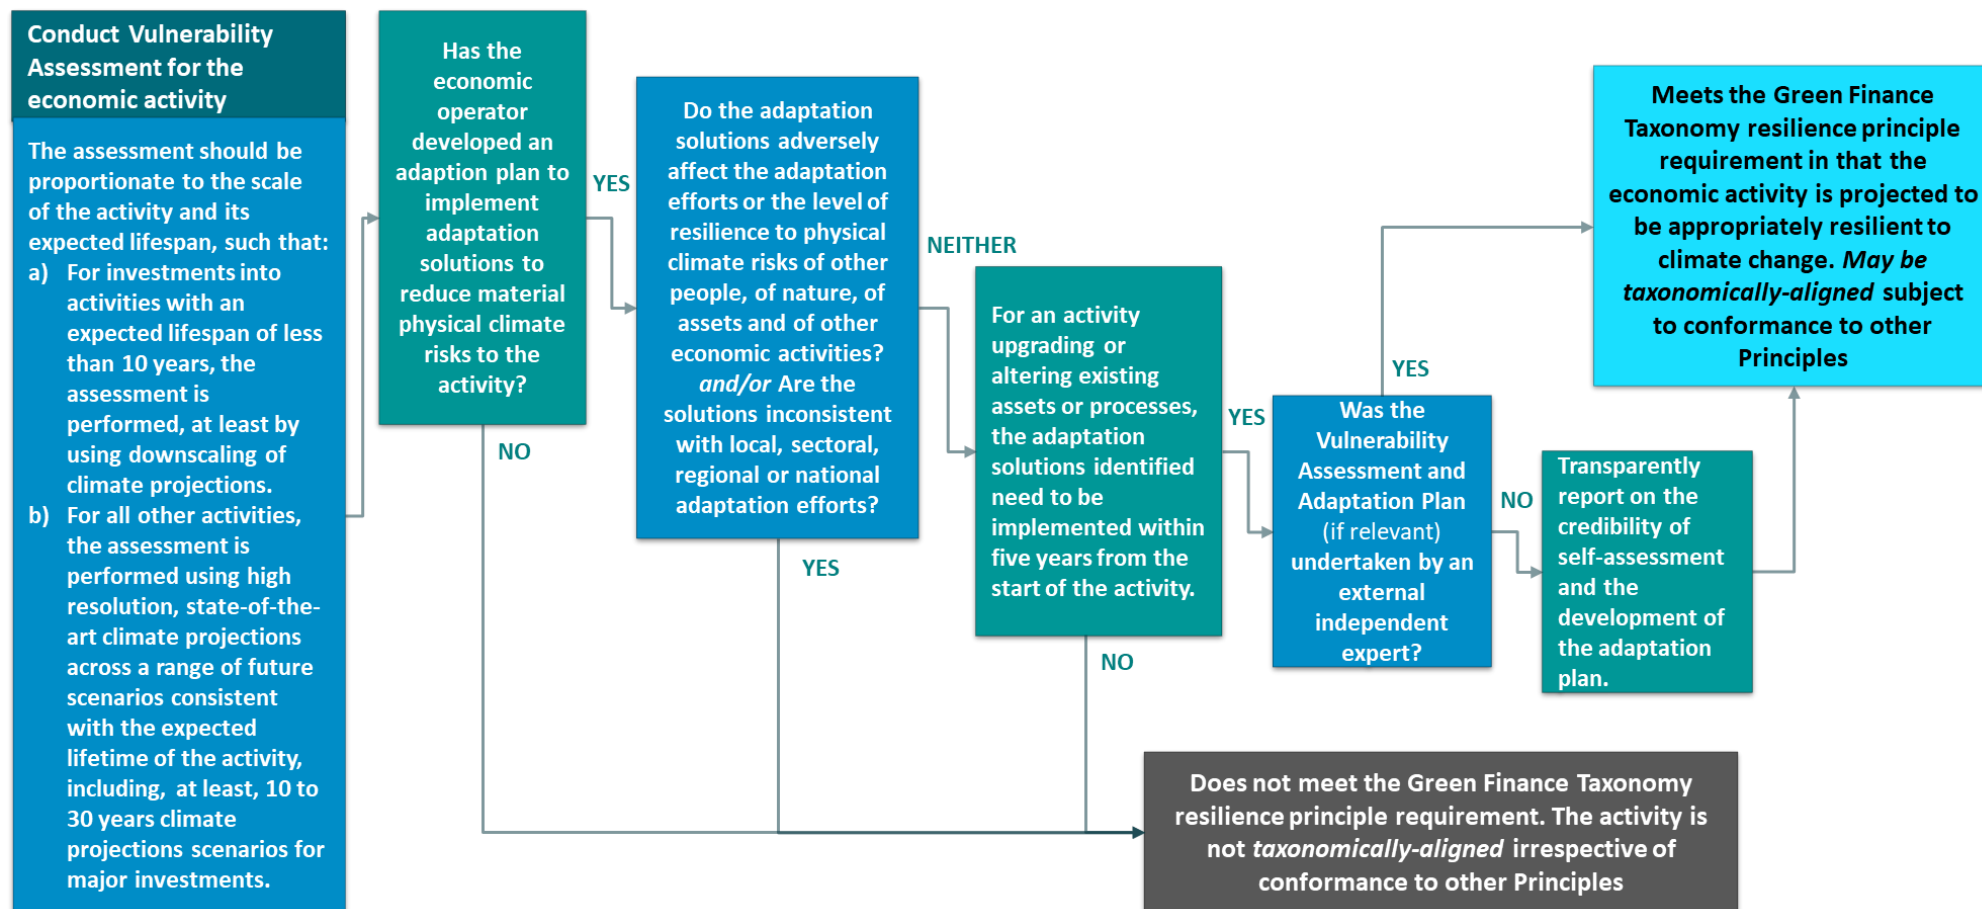 Conduct Vulnerability
Assessment for the
economic activity
The assessment should be
proportionate to the scale
of the activity and its
expected lifespan, such that:
a) For investments into
activities with an
expected lifespan of less
than 10 years, the
assessment is
performed, at least by
using downscaling of
climate projections.
b) For all other activities,
the assessment is
performed using high
resolution, state-of-the-
art climate projections
across a range of future
scenarios consistent
with the expected
lifetime of the activity,
including, at least, 10 to
30 years climate
projections scenarios for
major investments.
Has the
economic
operator
developed an
adaption plan to
implement
adaptation
solutions to
reduce material
physical climate
risks to the
activity?
YES
NO
Do the adaptation
solutions adversely
affect the adaptation
efforts or the level of
resilience to physical
climate risks of other
people, of nature, of
assets and of other
economic activities?
and/or Are the
solutions inconsistent
with local, sectoral,
regional or national
adaptation efforts?
NEITHER
YES
For an activity
upgrading or
altering existing
assets or processes,
the adaptation
solutions identified
need to be
implemented within
five years from the
start of the activity.
YES
NO
Was the
Vulnerability
Assessment and
Adaptation Plan
(if relevant)
undertaken by an
external
independent
expert?
YES
NO
Transparently
report on the
credibility of
self-assessment
and the
development of
the adaptation
plan.
Meets the Green Finance
Taxonomy resilience principle
requirement in that the
economic activity is projected to
be appropriately resilient to
climate change. May be
taxonomically-aligned subject
to conformance to other
Principles
Does not meet the Green Finance Taxonomy
resilience principle requirement. The activity is
not taxonomically-aligned irrespective of
conformance to other Principles